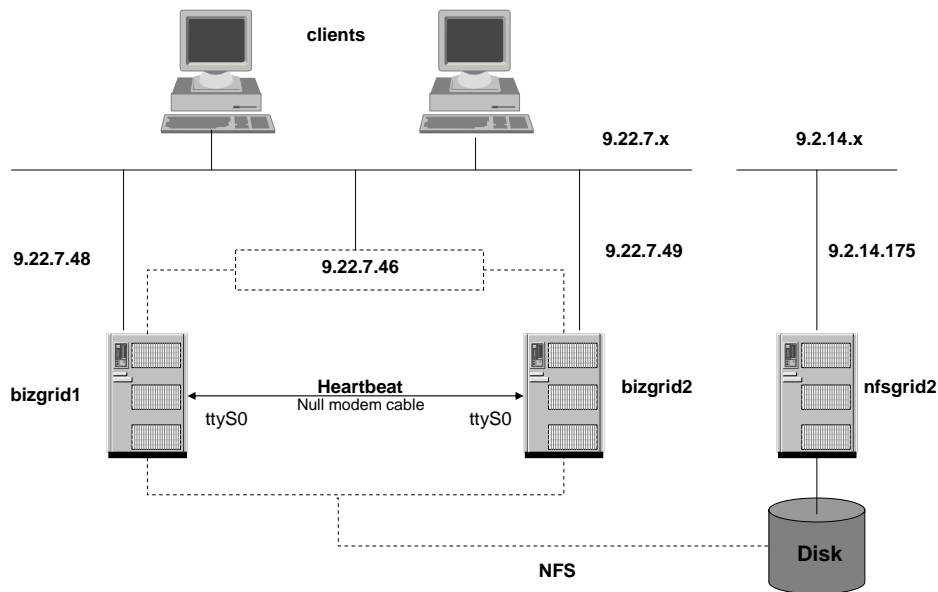 clients
9.22.7.x
9.2.14.x
9.22.7.48
9.22.7.46
9.22.7.49
9.2.14.175
bizgrid1
Heartbeat
Null modem cable
ttyS0
ttyS0
bizgrid2
nfsgrid2
Disk
NFS